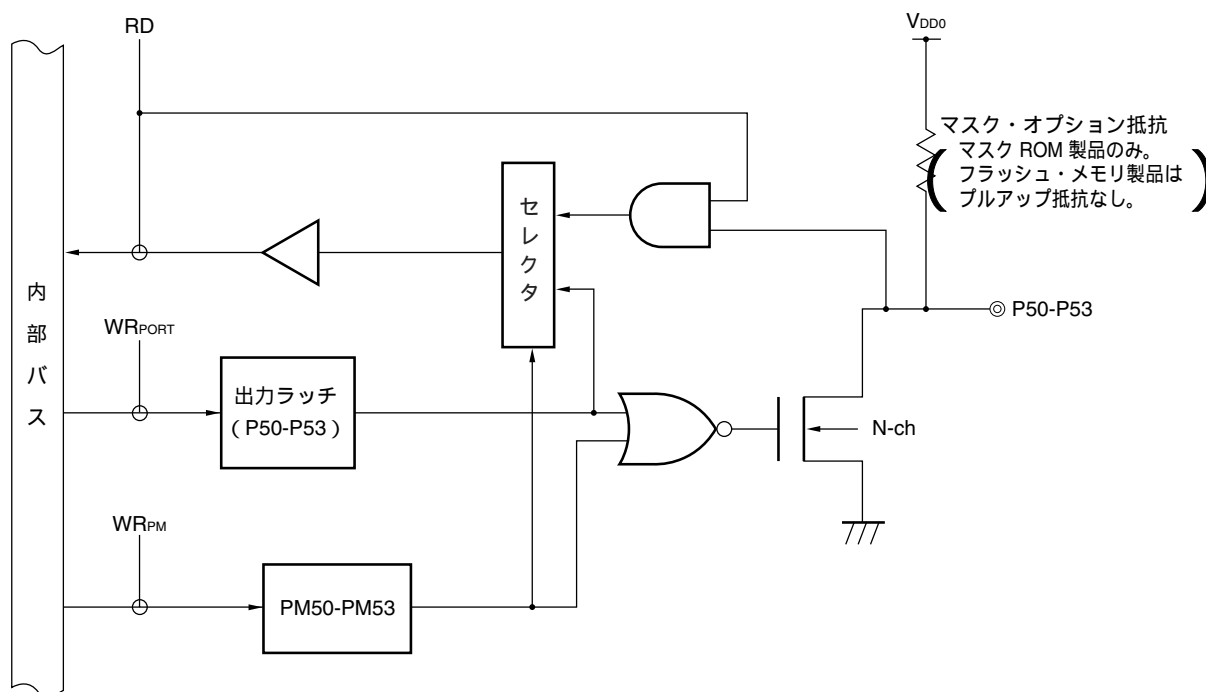 RD
VDD0
マスク・オプション抵抗
マスク ROM 製品のみ。
フラッシュ・メモリ製品は
プルアップ抵抗なし。
セレクタ
内部バス
P50-P53
WRPORT
出力ラッチ
（P50-P53）
N-ch
WRPM
PM50-PM53